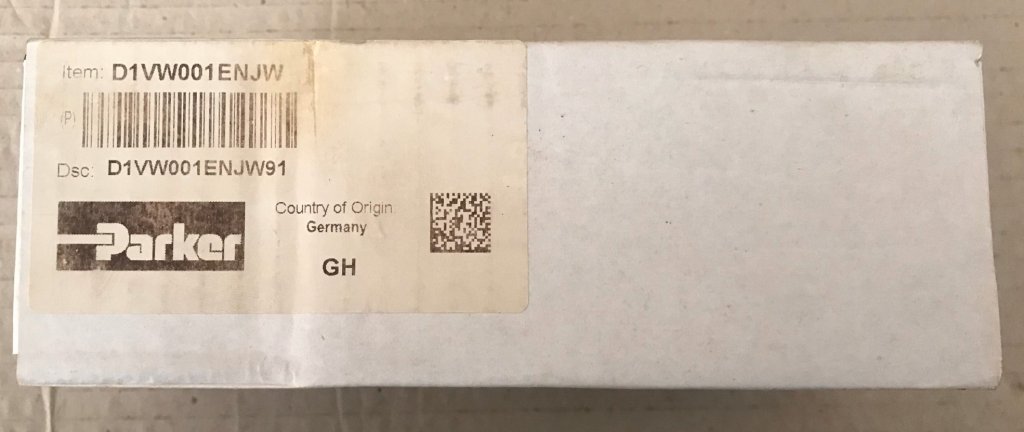 Item: D1VW001ENJW
(P)
Dsc: D1VW001ENJW91
Parker
Country of Origin:
Germany
GH